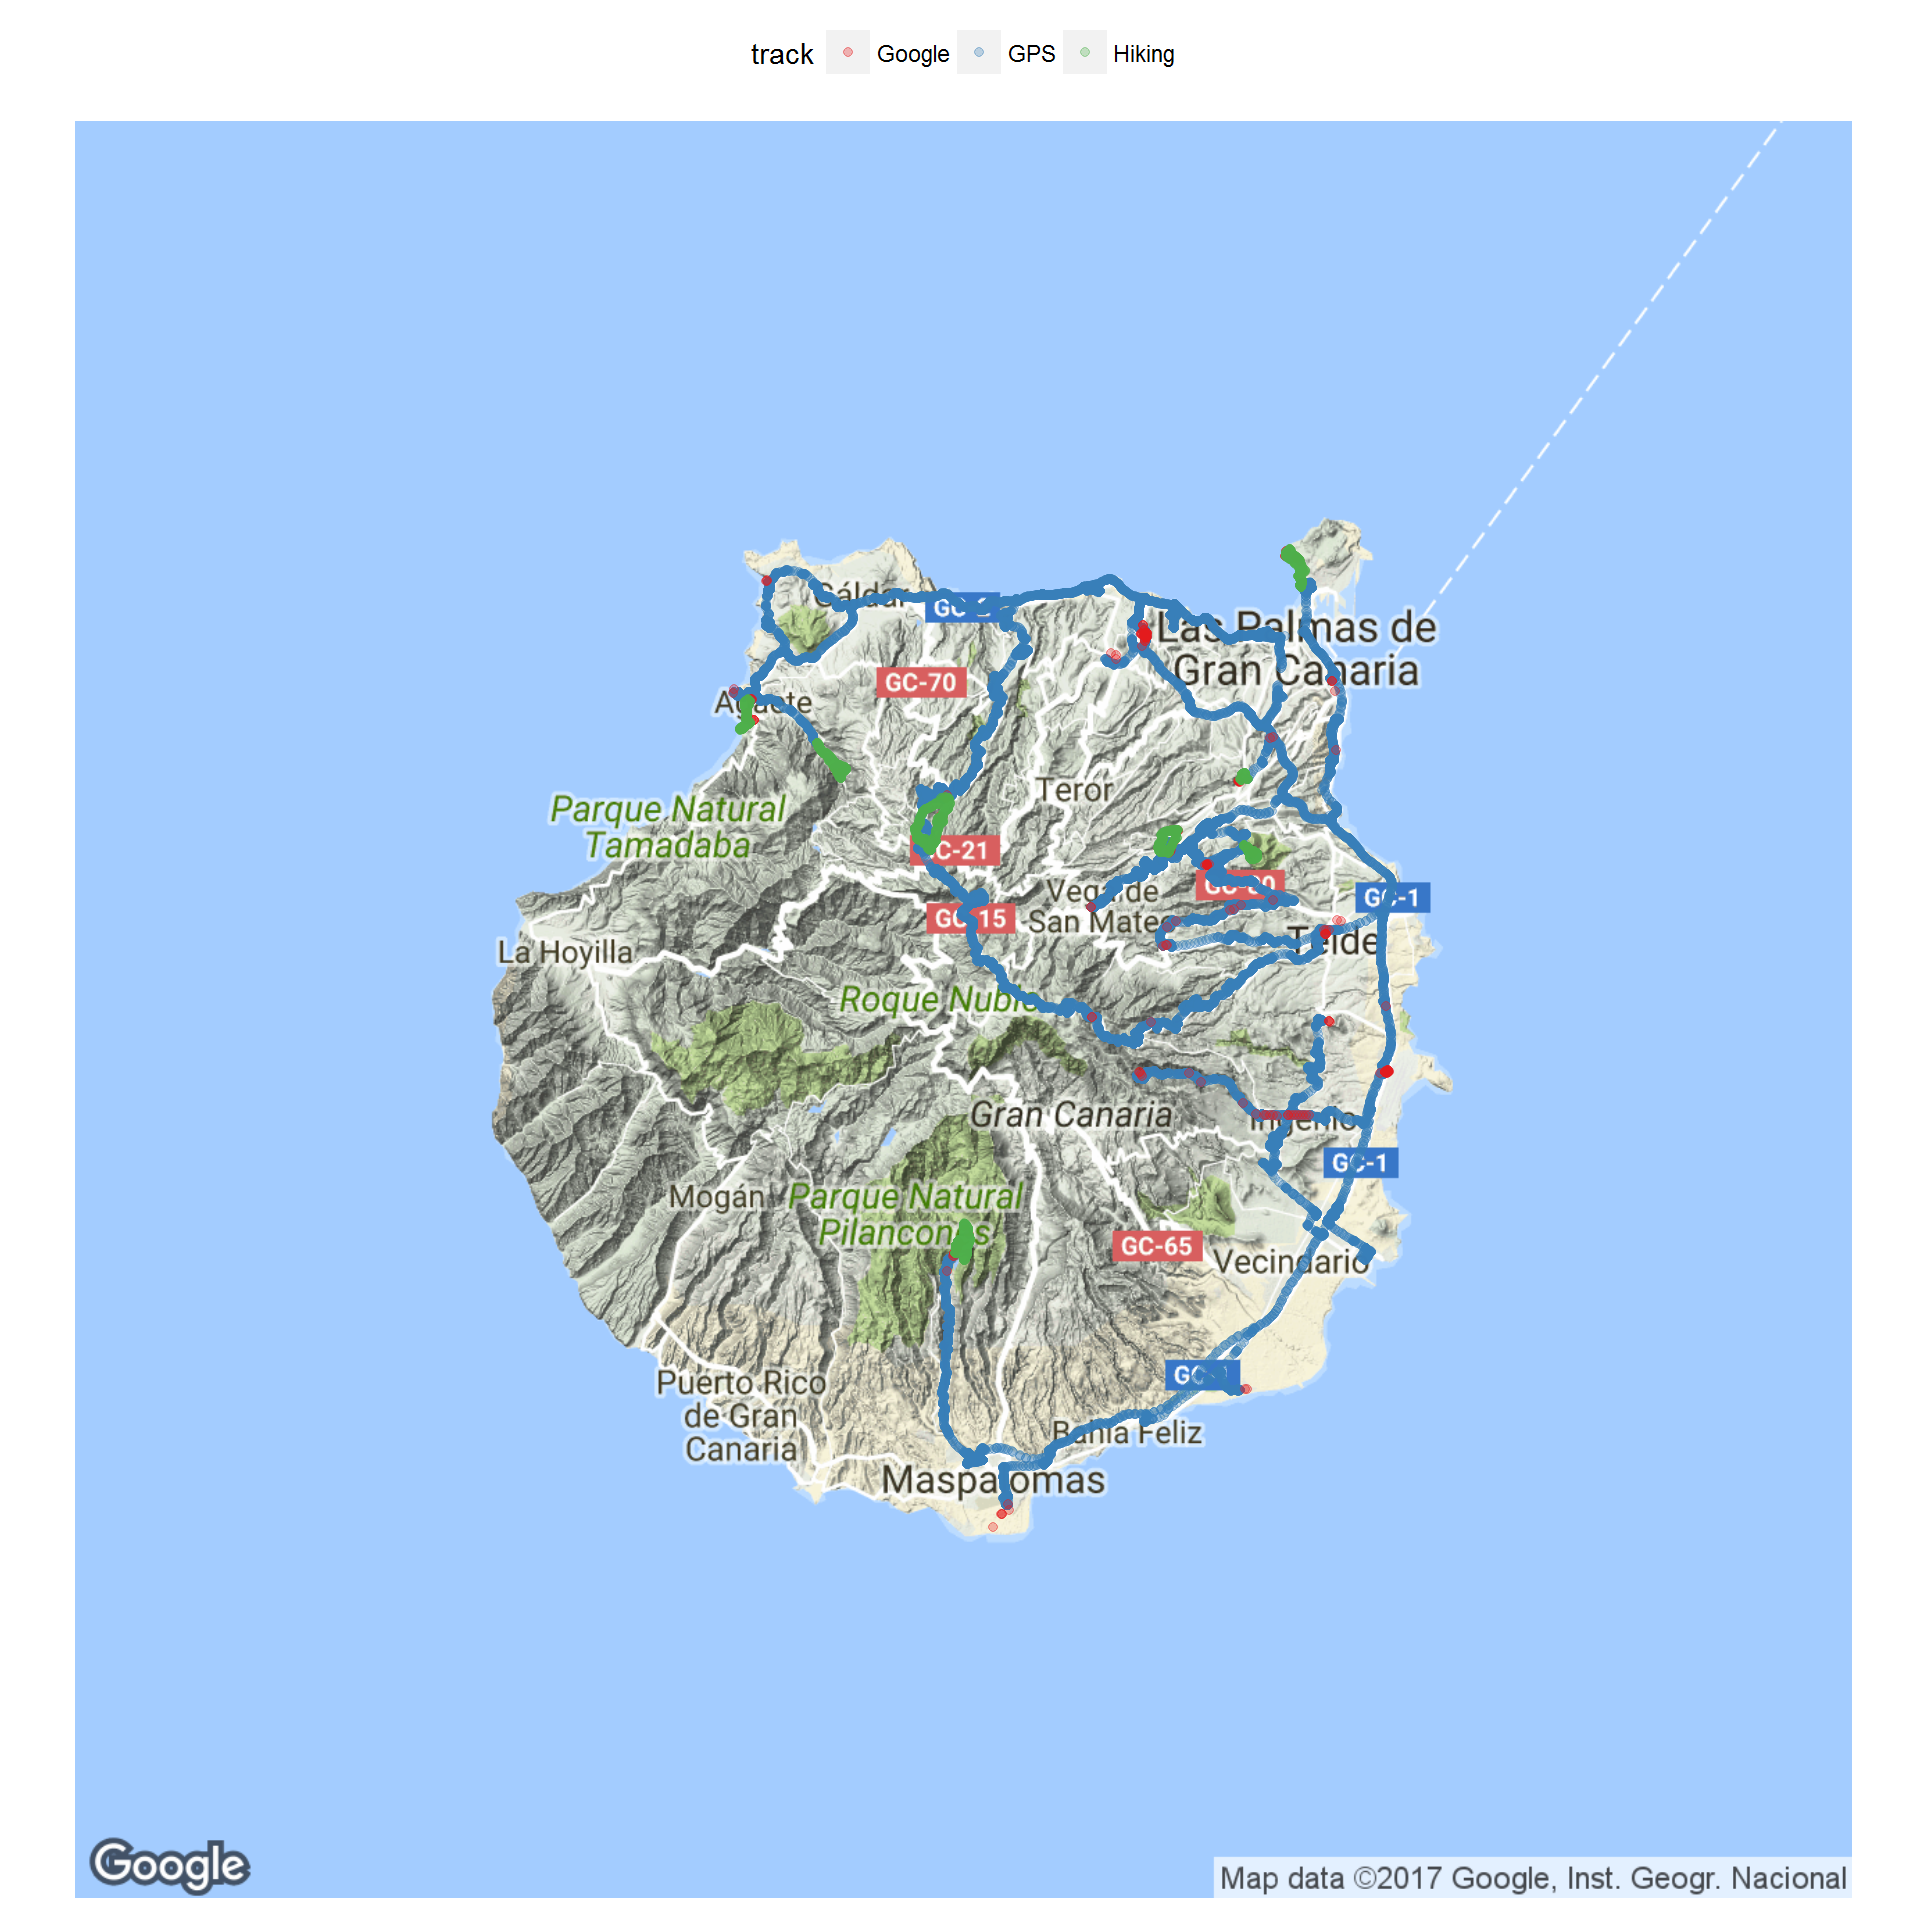 track Google GPS Hiking
Gáldar
GC-2
Las Palmas de
Gran Canaria
GC-70
Agaete
Teror
Parque Natural
Tamadaba
GC-21
GC-80
Vega de
San Mateo
GC-1
GC-15
Telde
La Hoyilla
Roque Nublo
Gran Canaria
Ingenio
GC-1
Mogán
Parque Natural
Pilancones
GC-65
Vecindario
GC-1
Puerto Rico
de Gran
Canaria
Bahía Feliz
Maspalomas
Google
Map data ©2017 Google, Inst. Geogr. Nacional